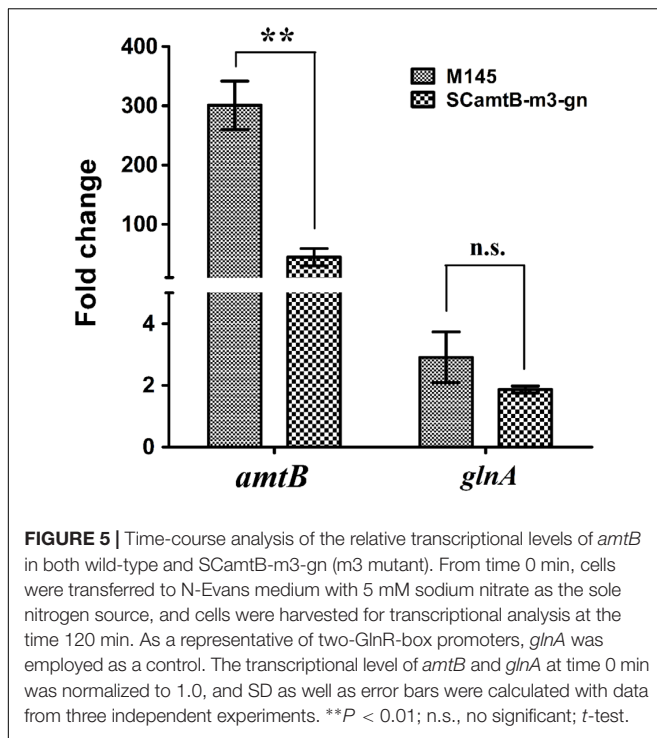 400
300
200
100
4
2
0
Fold change
**
n.s.
M145
SCamtB-m3-gn
amtB
glnA
FIGURE 5 | Time-course analysis of the relative transcriptional levels of amtB
in both wild-type and SCamtB-m3-gn (m3 mutant). From time 0 min, cells
were transferred to N-Evans medium with 5 mM sodium nitrate as the sole
nitrogen source, and cells were harvested for transcriptional analysis at the
time 120 min. As a representative of two-GlnR-box promoters, glnA was
employed as a control. The transcriptional level of amtB and glnA at time 0 min
was normalized to 1.0, and SD as well as error bars were calculated with data
from three independent experiments. **P < 0.01; n.s., no significant; t-test.